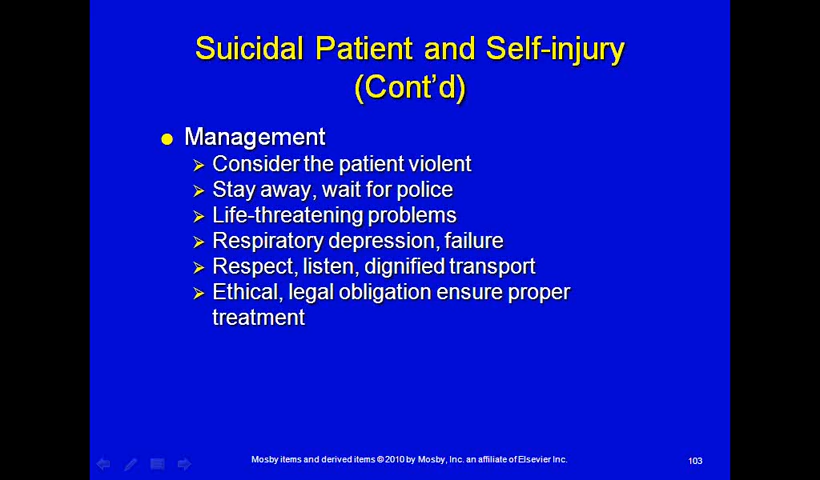 Suicidal Patient and Self-injury
(Cont'd)
Management
Consider the patient violent
Stay away, wait for police
Life-threatening problems
Respiratory depression, failure
Respect, listen, dignified transport
Ethical, legal obligation ensure proper
treatment
Mosby items and derived items © 2010 by Mosby, Inc. an affiliate of Elsevier Inc.
103